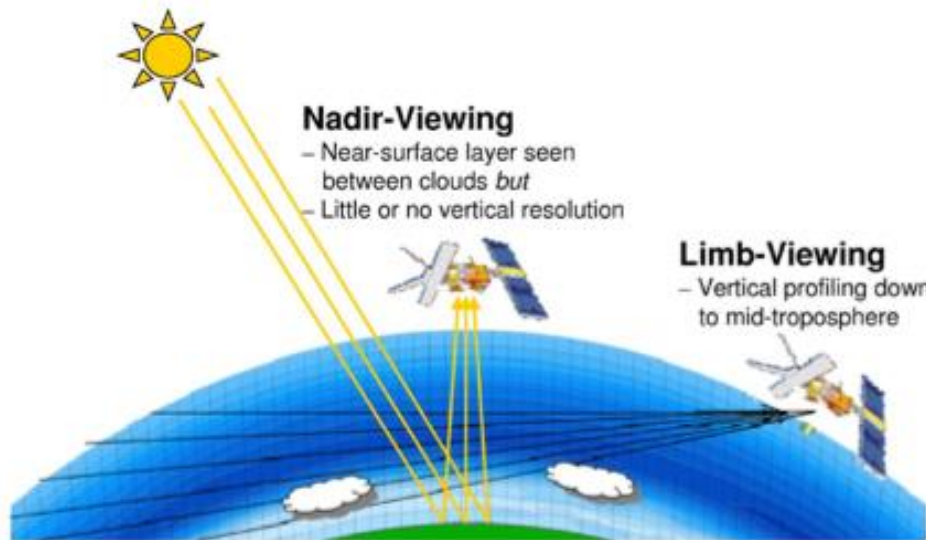 Nadir-Viewing
– Near-surface layer seen
between clouds but
– Little or no vertical resolution
Limb-Viewing
– Vertical profiling down
to mid-troposphere